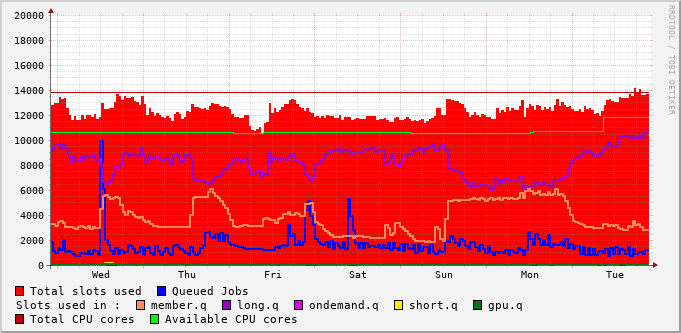 20000
18000
16000
14000
12000
10000
8000
6000
4000
2000
0
Wed Thu Fri Sat Sun Mon Tue
RRDTOOL / TOBI OETIKER
Total slots used Queued Jobs
Slots used in : member.q long.q ondemand.q short.q gpu.q
Total CPU cores Available CPU cores